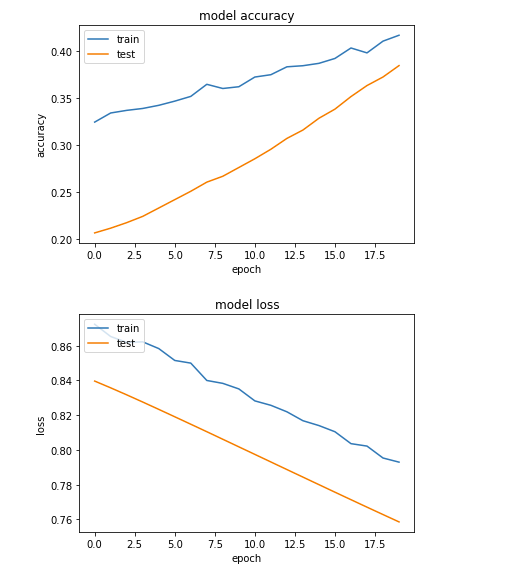 model accuracy
train
test
0.40
0.35
0.30
0.25
0.20
accuracy
0.0 2.5 5.0 7.5 10.0 12.5 15.0 17.5
epoch
model loss
train
test
0.86
0.84
0.82
0.80
0.78
0.76
loss
0.0 2.5 5.0 7.5 10.0 12.5 15.0 17.5
epoch